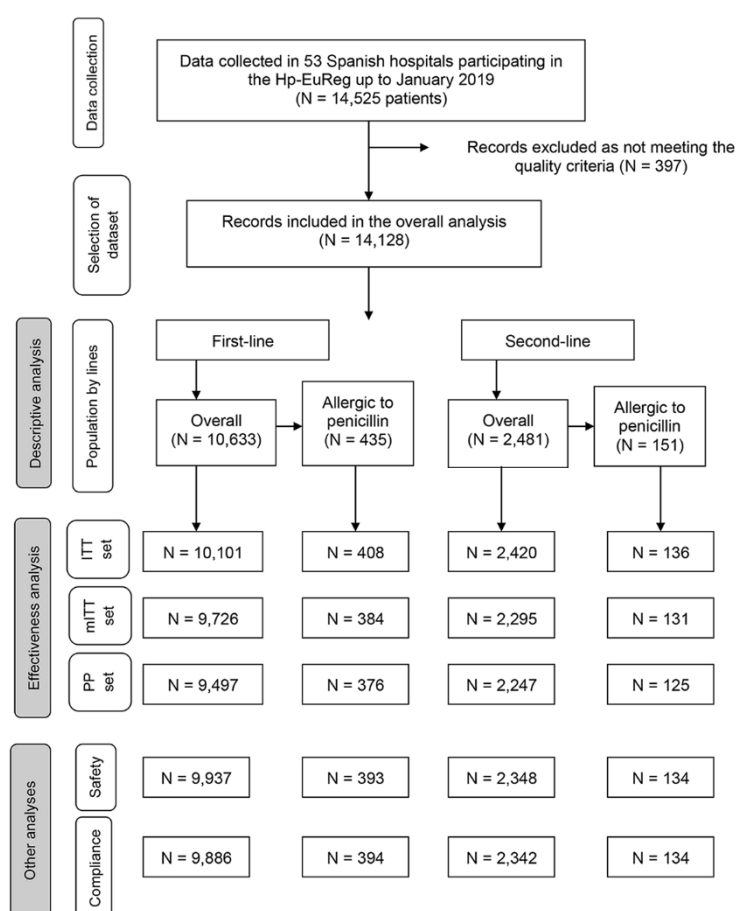 Data collection
Data collected in 53 Spanish hospitals participating in
the Hp-EuReg up to January 2019
(N = 14,525 patients)
Records excluded as not meeting the
quality criteria (N = 397)
Selection of
dataset
Records included in the overall analysis
(N = 14,128)
Descriptive analysis
Population by lines
First-line
Second-line
Overall
(N = 10,633)
Allergic to
penicillin
(N = 435)
Overall
(N = 2,481)
Allergic to
penicillin
(N = 151)
Effectiveness analysis
ITT
set
N = 10,101
N = 408
N = 2,420
N = 136
mITT
set
N = 9,726
N = 384
N = 2,295
N = 131
PP
set
N = 9,497
N = 376
N = 2,247
N = 125
Other analyses
Safety
N = 9,937
N = 393
N = 2,348
N = 134
Compliance
N = 9,886
N = 394
N = 2,342
N = 134